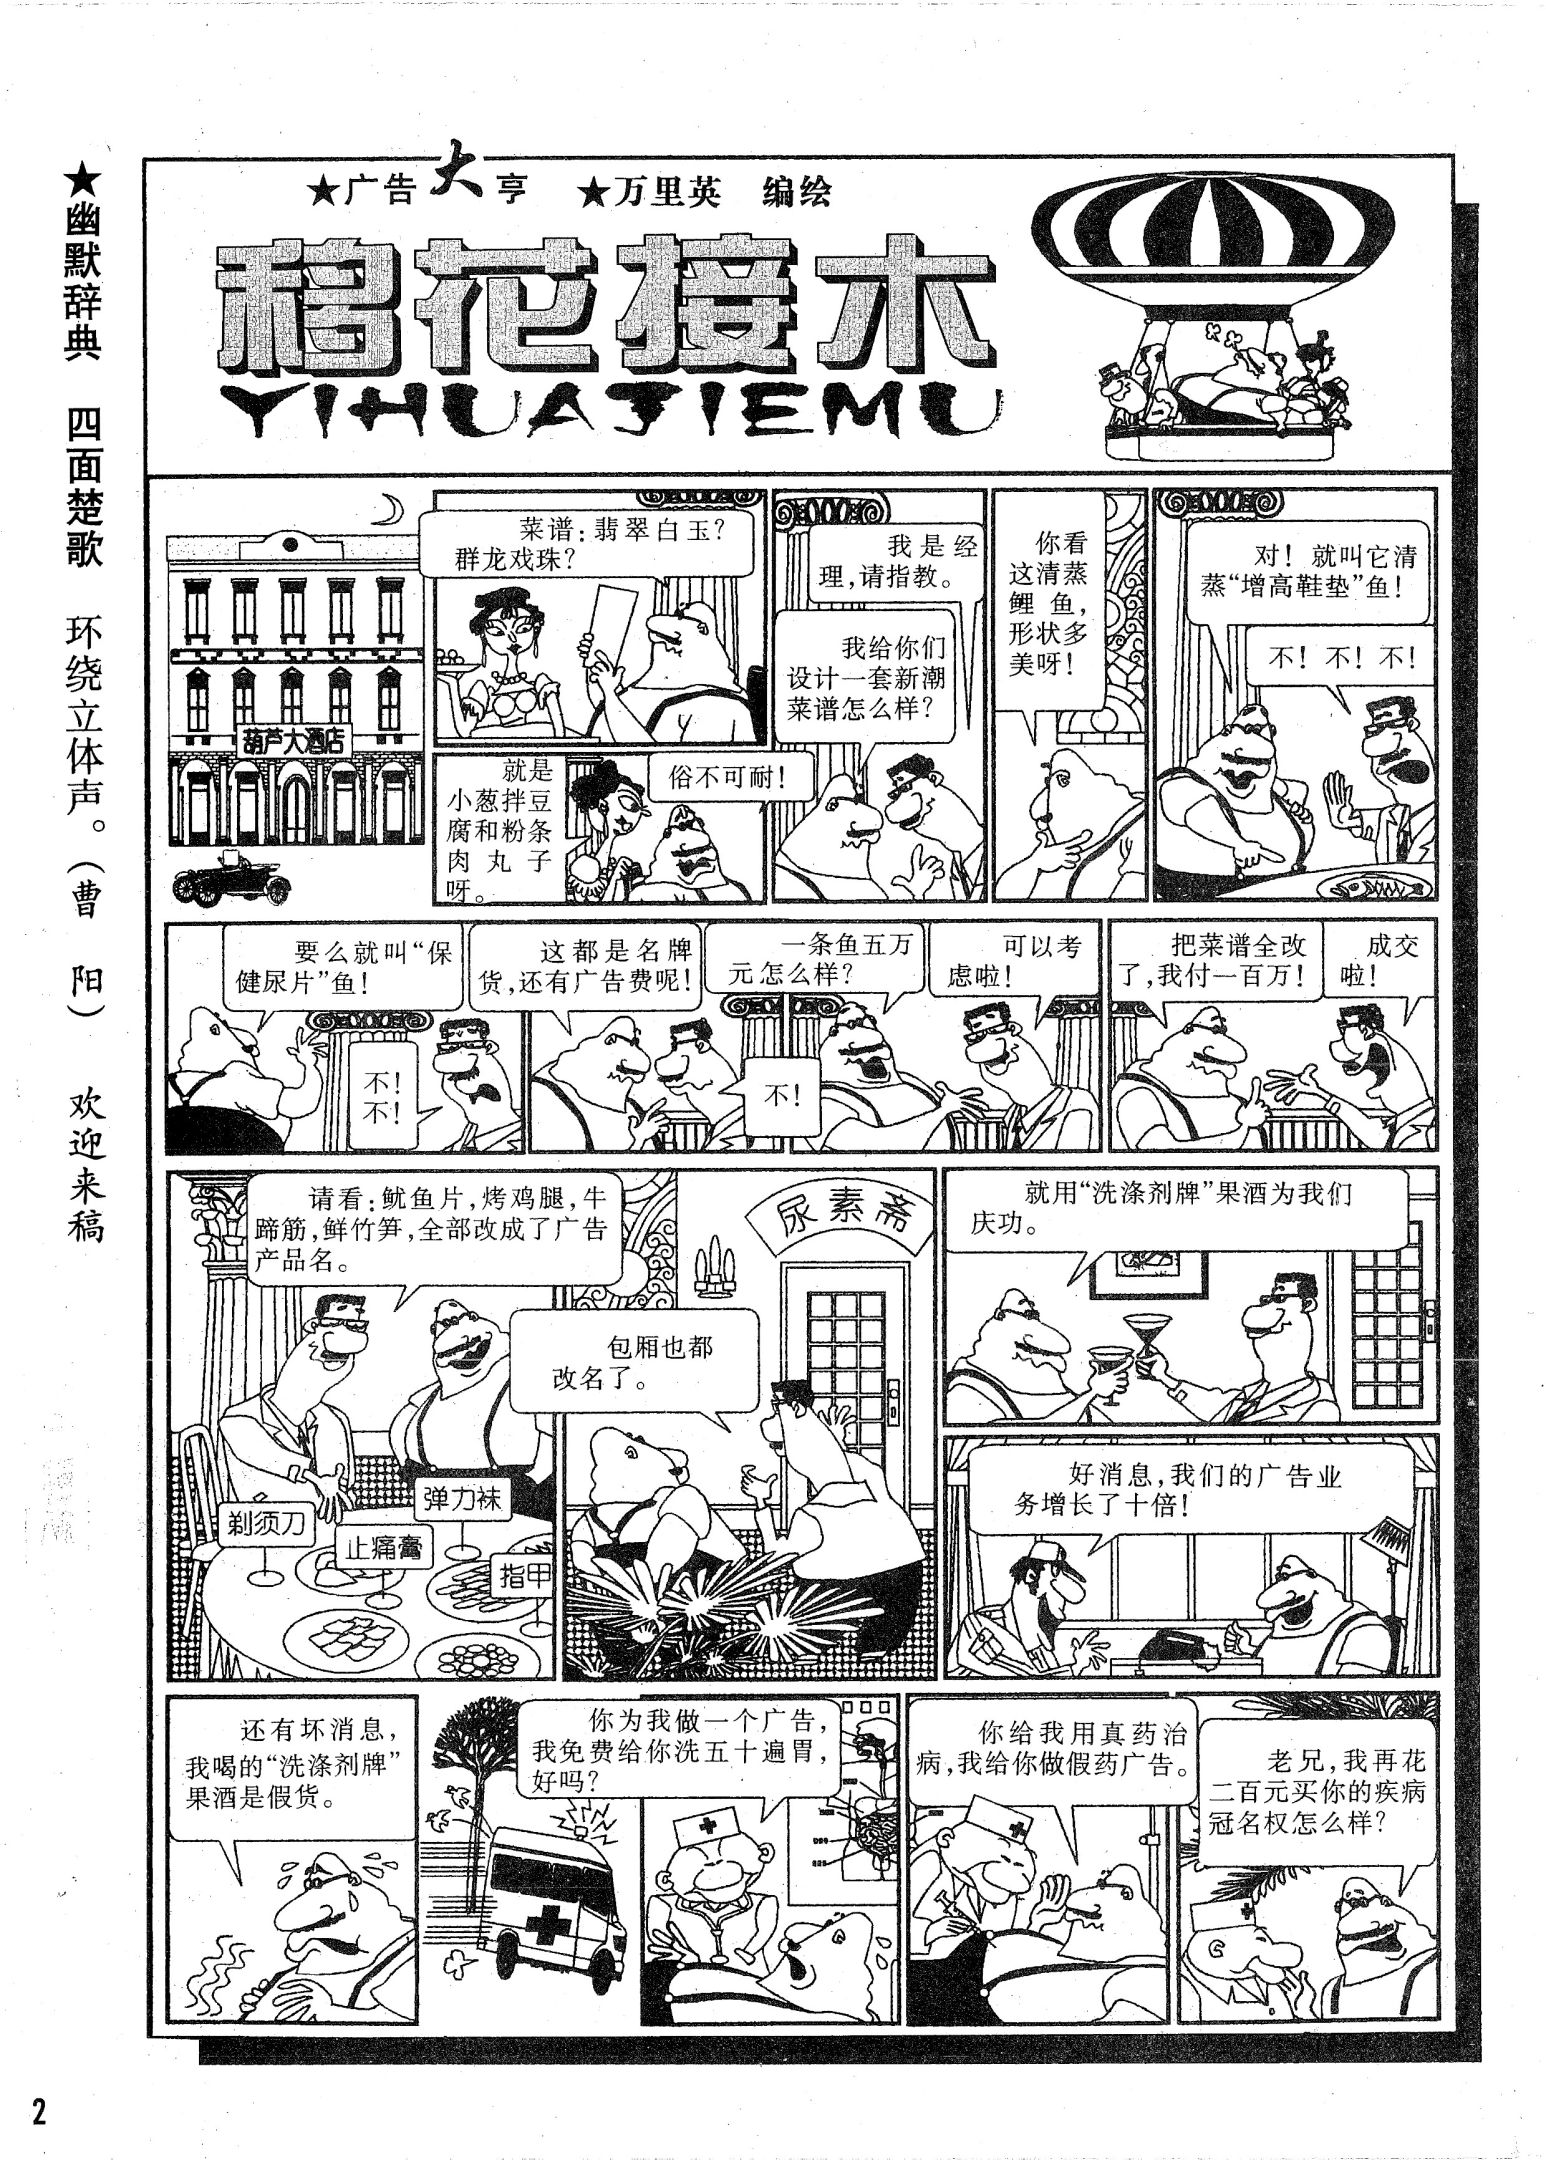 ★幽默辞典 四面楚歌 环绕立体声。(曹 阳) 欢迎来稿
★广告大亨 ★万里英 编绘
移花接木
YIHUAJIEMU
葫芦大酒店
菜谱:翡翠白玉?
群龙戏珠?
就是
小葱拌豆
腐和粉条
肉丸子
呀。
俗不可耐!
我是经
理,请指教。
我给你们
设计一套新潮
菜谱怎么样?
你看
这清蒸
鲤鱼,
形状多
美呀!
对!就叫它清
蒸“增高鞋垫”鱼!
不!不!不!
要么就叫“保
健尿片”鱼!
不!
不!
这都是名牌
货,还有广告费呢!
不!
一条鱼五万
元怎么样?
可以考
虑啦!
把菜谱全改
了,我付一百万!
成交
啦!
请看:鱿鱼片,烤鸡腿,牛
蹄筋,鲜竹笋,全部改成了广告
产品名。
剃须刀
止痛膏
弹力袜
指甲
尿素斋
包厢也都
改名了。
就用“洗涤剂牌”果酒为我们
庆功。
好消息,我们的广告业
务增长了十倍!
还有坏消息,
我喝的“洗涤剂牌”
果酒是假货。
你为我做一个广告,
我免费给你洗五十遍胃,
好吗?
你给我用真药治
病,我给你做假药广告。
老兄,我再花
二百元买你的疾病
冠名权怎么样?
2